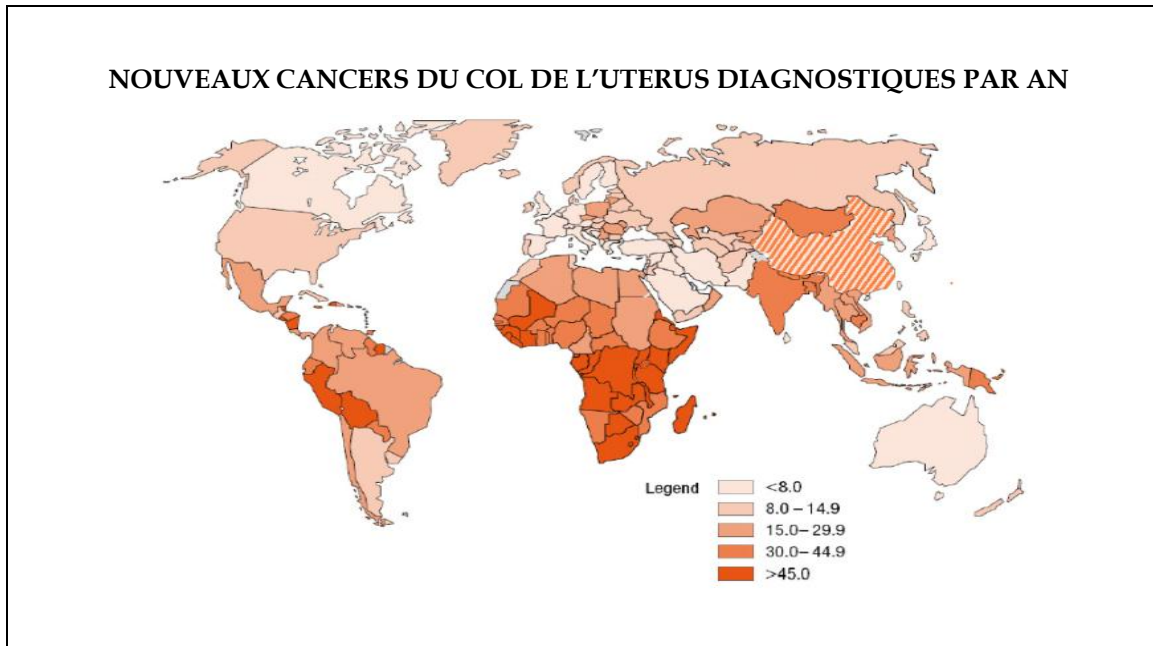 NOUVEAUX CANCERS DU COL DE L’UTERUS DIAGNOSTIQUES PAR AN
Legend
<8.0
8.0 – 14.9
15.0– 29.9
30.0– 44.9
>45.0